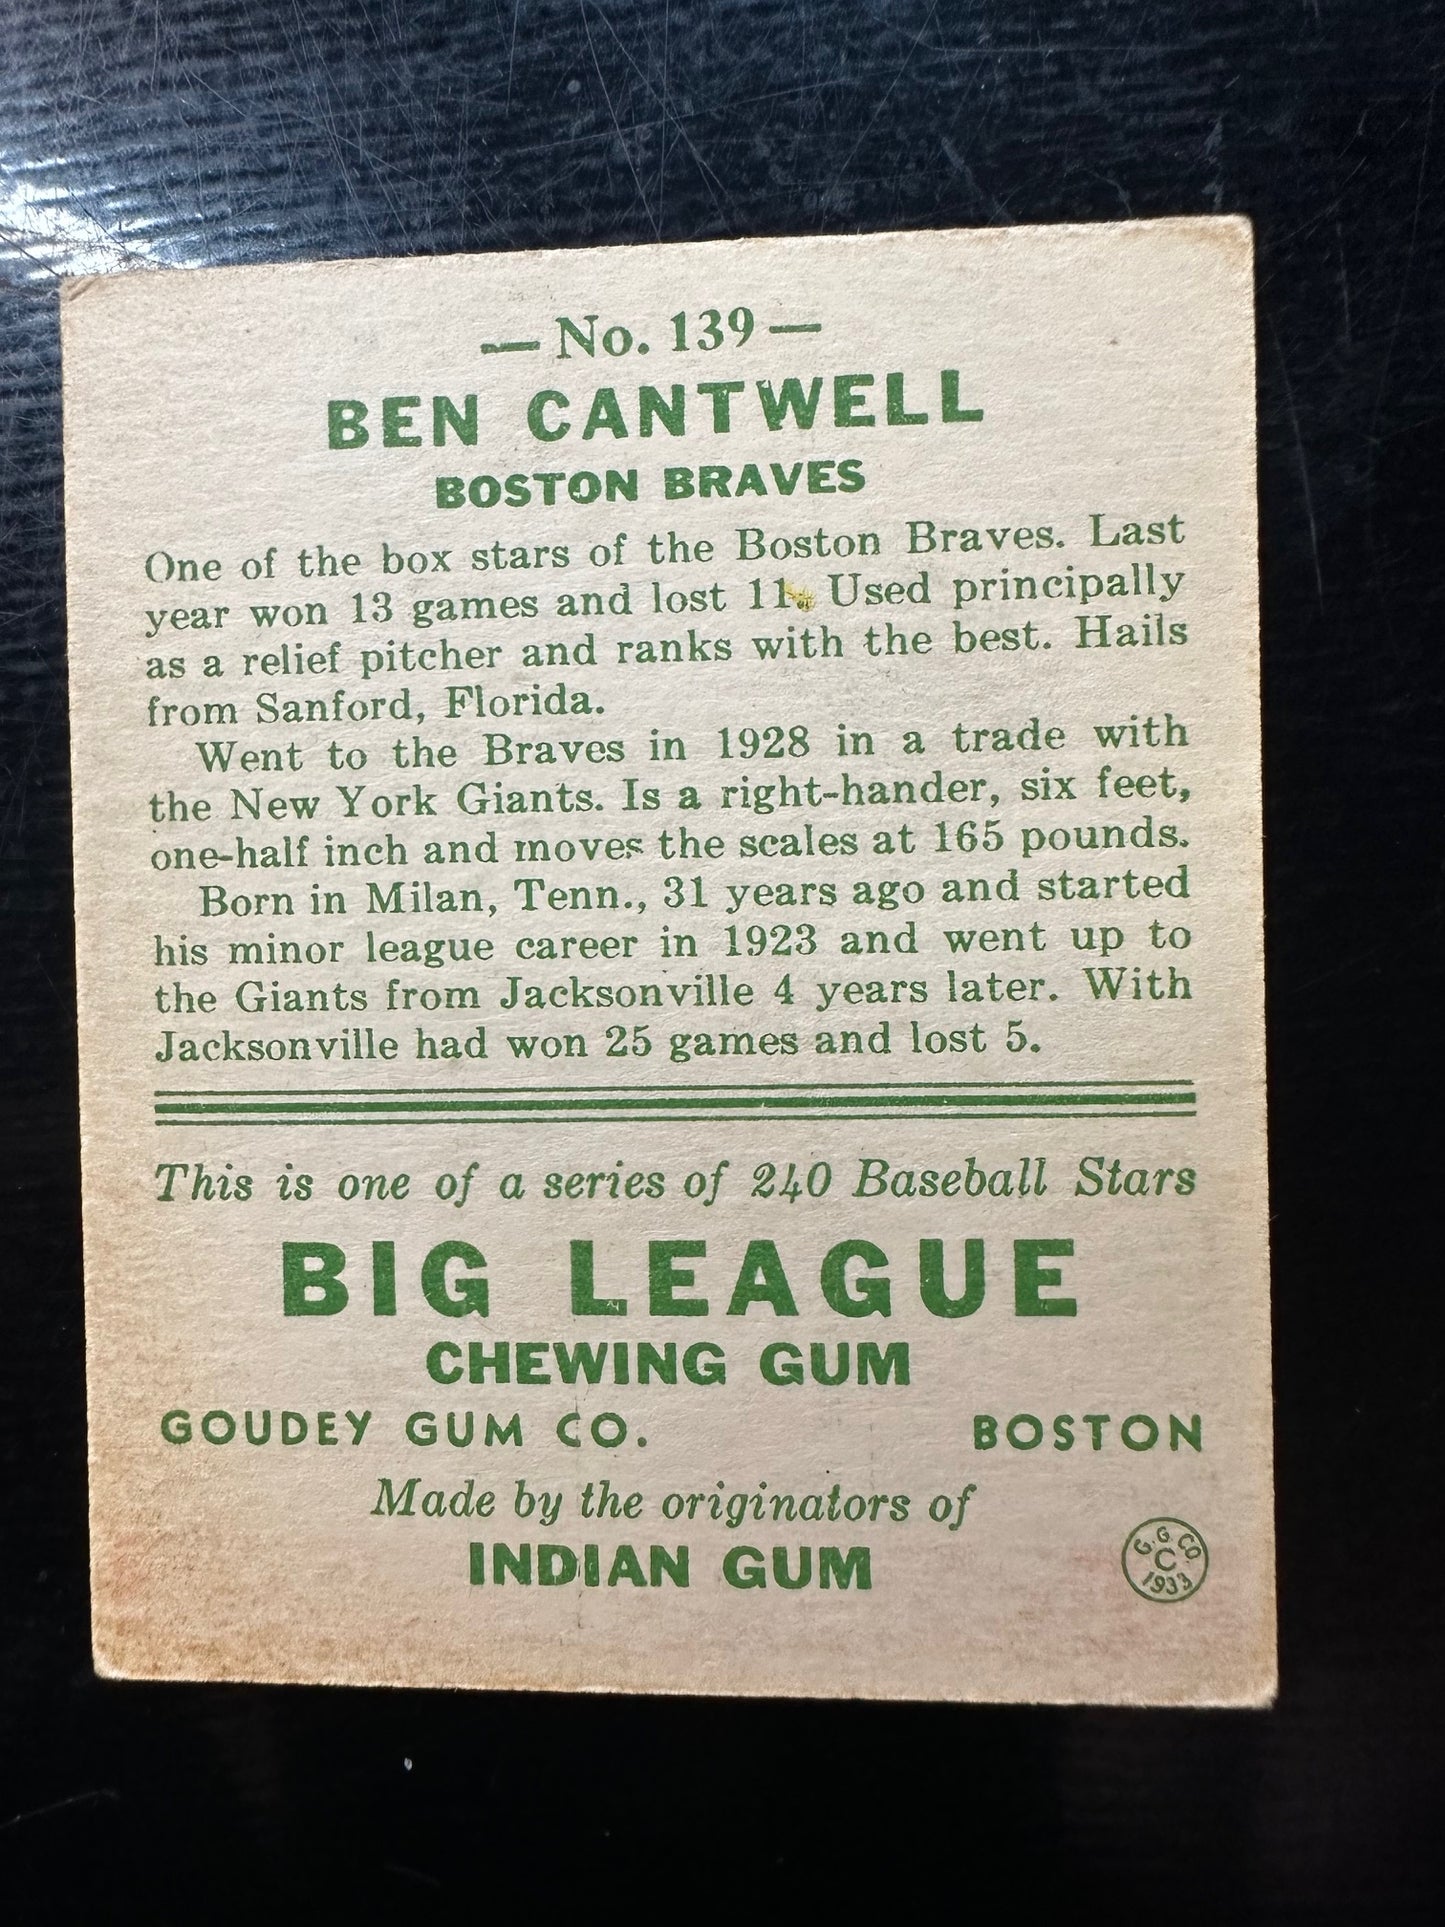 — No. 139 —
BEN CANTWELL
BOSTON BRAVES
One of the box stars of the Boston Braves. Last
year won 13 games and lost 11. Used principally
as a relief pitcher and ranks with the best. Hails
from Sanford, Florida.
Went to the Braves in 1928 in a trade with
the New York Giants. Is a right-hander, six feet,
one-half inch and moves the scales at 165 pounds.
Born in Milan, Tenn., 31 years ago and started
his minor league career in 1923 and went up to
the Giants from Jacksonville 4 years later. With
Jacksonville had won 25 games and lost 5.
This is one of a series of 240 Baseball Stars
BIG LEAGUE
CHEWING GUM
GOUDEY GUM CO. BOSTON
Made by the originators of
INDIAN GUM
G. G. CO.
C
1933